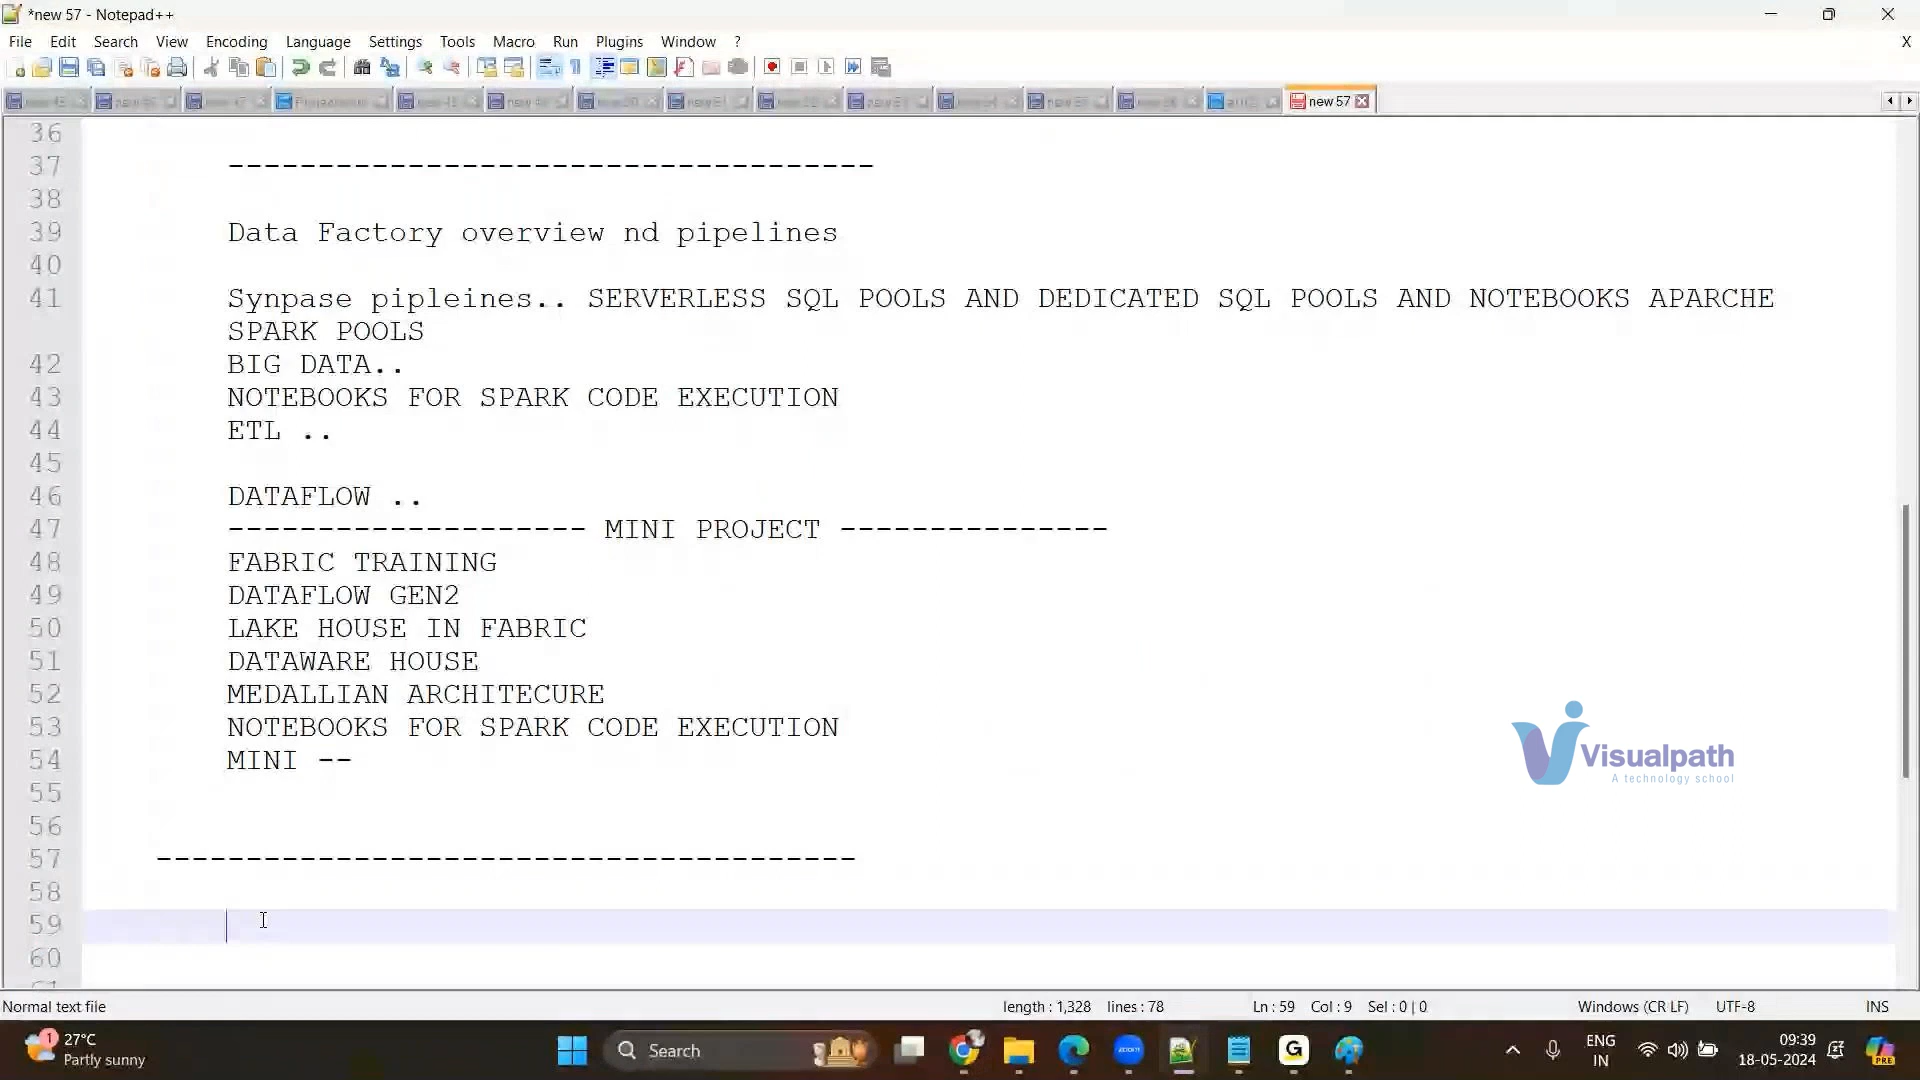 *new 57 - Notepad++
File Edit Search View Encoding Language Settings Tools Macro Run Plugins Window ?
X
new 57
36
37 ------------------------------------
38
39 Data Factory overview nd pipelines
40
41 Synpase pipleines.. SERVERLESS SQL POOLS AND DEDICATED SQL POOLS AND NOTEBOOKS APARCHE
SPARK POOLS
42 BIG DATA..
43 NOTEBOOKS FOR SPARK CODE EXECUTION
44 ETL ..
45
46 DATAFLOW ..
47 -------------------- MINI PROJECT ---------------
48 FABRIC TRAINING
49 DATAFLOW GEN2
50 LAKE HOUSE IN FABRIC
51 DATAWARE HOUSE
52 MEDALLIAN ARCHITECURE
53 NOTEBOOKS FOR SPARK CODE EXECUTION
54 MINI --
Visualpath
A technology school
55
56
57 ---------------------------------------
58
59
60
Normal text file length : 1,328 lines : 78 Ln : 59 Col : 9 Sel : 0 | 0 Windows (CR LF) UTF-8 INS
1
27°C
Partly sunny
Search
zoom
G
ENG
IN
09:39
18-05-2024
PRE